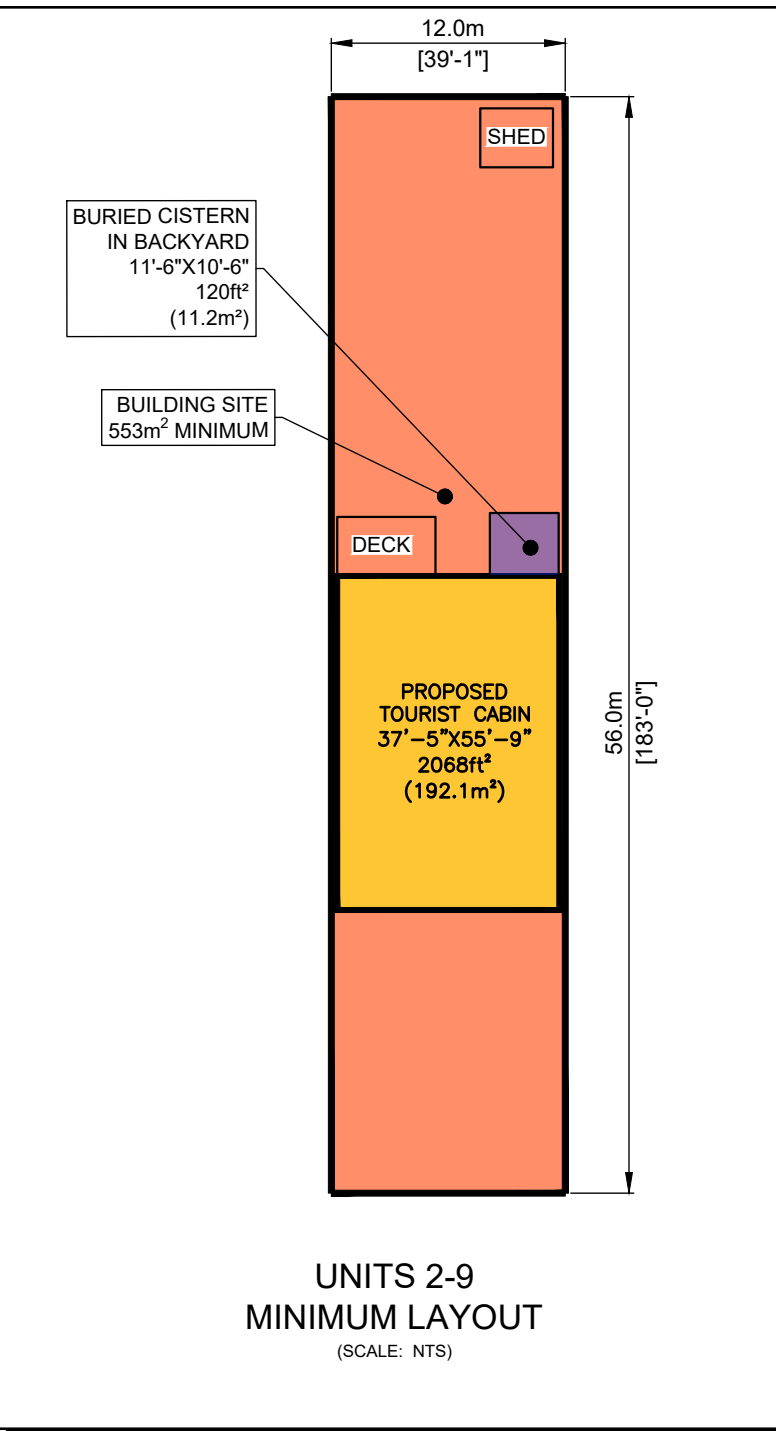 12.0m
[39'-1"]
SHED
BURIED CISTERN
IN BACKYARD
11'-6"X10'-6"
120ft²
(11.2m²)
BUILDING SITE
553m² MINIMUM
DECK
PROPOSED
TOURIST CABIN
37'-5"X55'-9"
2068ft²
(192.1m²)
56.0m
[183'-0"]
UNITS 2-9
MINIMUM LAYOUT
(SCALE: NTS)